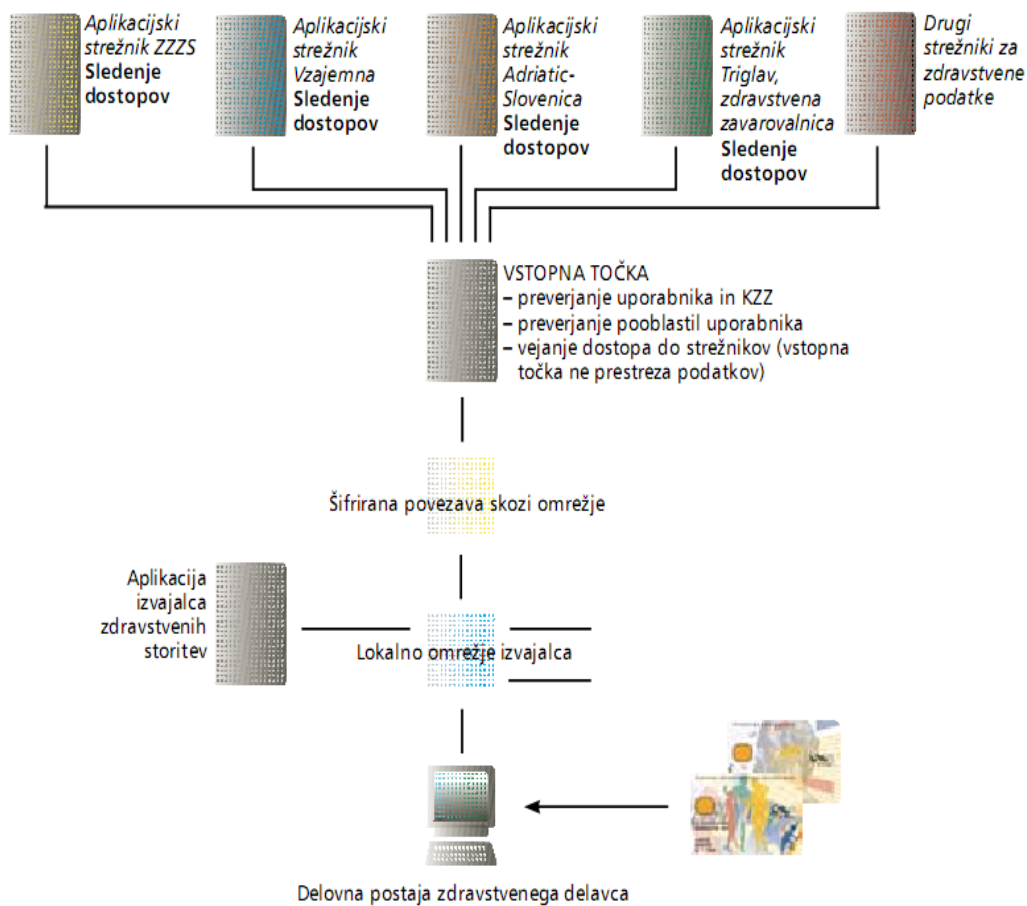 Aplikacijski
strežnik ZZZS
Sledenje
dostopov
Aplikacijski
strežnik
Vzajemna
Sledenje
dostopov
Aplikacijski
strežnik
Adriatic-
Slovenica
Sledenje
dostopov
Aplikacijski
strežnik
Triglav,
zdravstvena
zavarovalnica
Sledenje
dostopov
Drugi
strežniki za
zdravstvene
podatke
VSTOPNA TOČKA
– preverjanje uporabnika in KZZ
– preverjanje pooblastil uporabnika
– vejanje dostopa do strežnikov (vstopna
točka ne prestreza podatkov)
Šifrirana povezava skozi omrežje
Aplikacija
izvajalca
zdravstvenih
storitev
Lokalno omrežje izvajalca
Delovna postaja zdravstvenega delavca